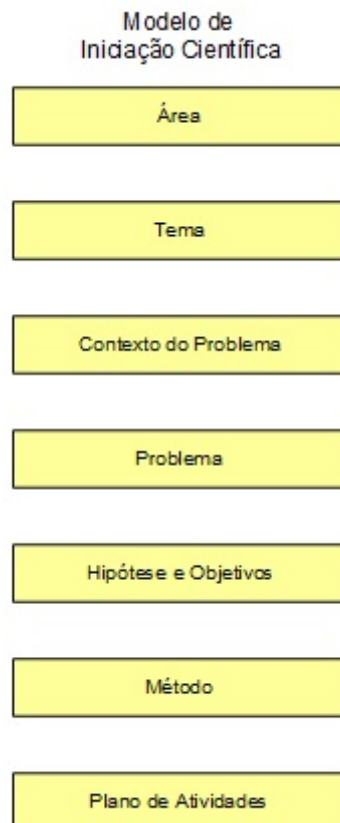 Modelo de
Iniciação Científica
Área
Tema
Contexto do Problema
Problema
Hipótese e Objetivos
Método
Plano de Atividades